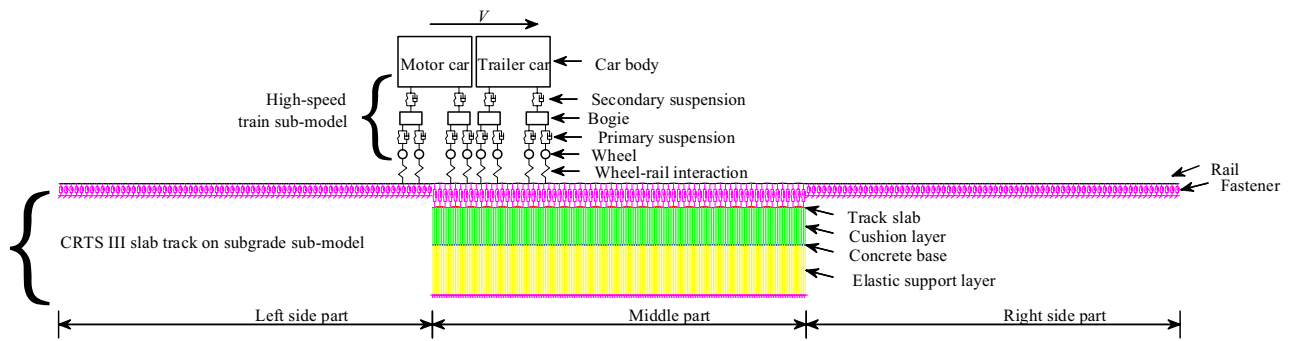 V
Motor car
Trailer car
Car body
High-speed
train sub-model
Secondary suspension
Bogie
Primary suspension
Wheel
Wheel-rail interaction
Rail
Fastener
Track slab
Cushion layer
Concrete base
Elastic support layer
CRTS III slab track on subgrade sub-model
Left side part
Middle part
Right side part